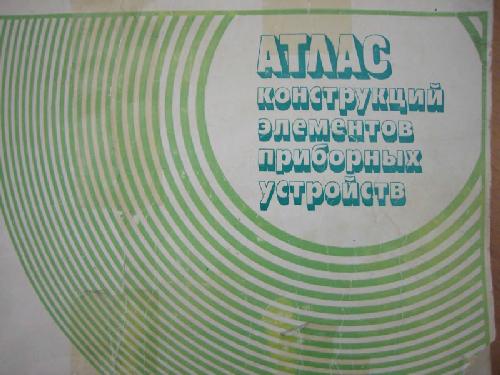 АТЛАС
конструкций
элементов
приборных
устройств